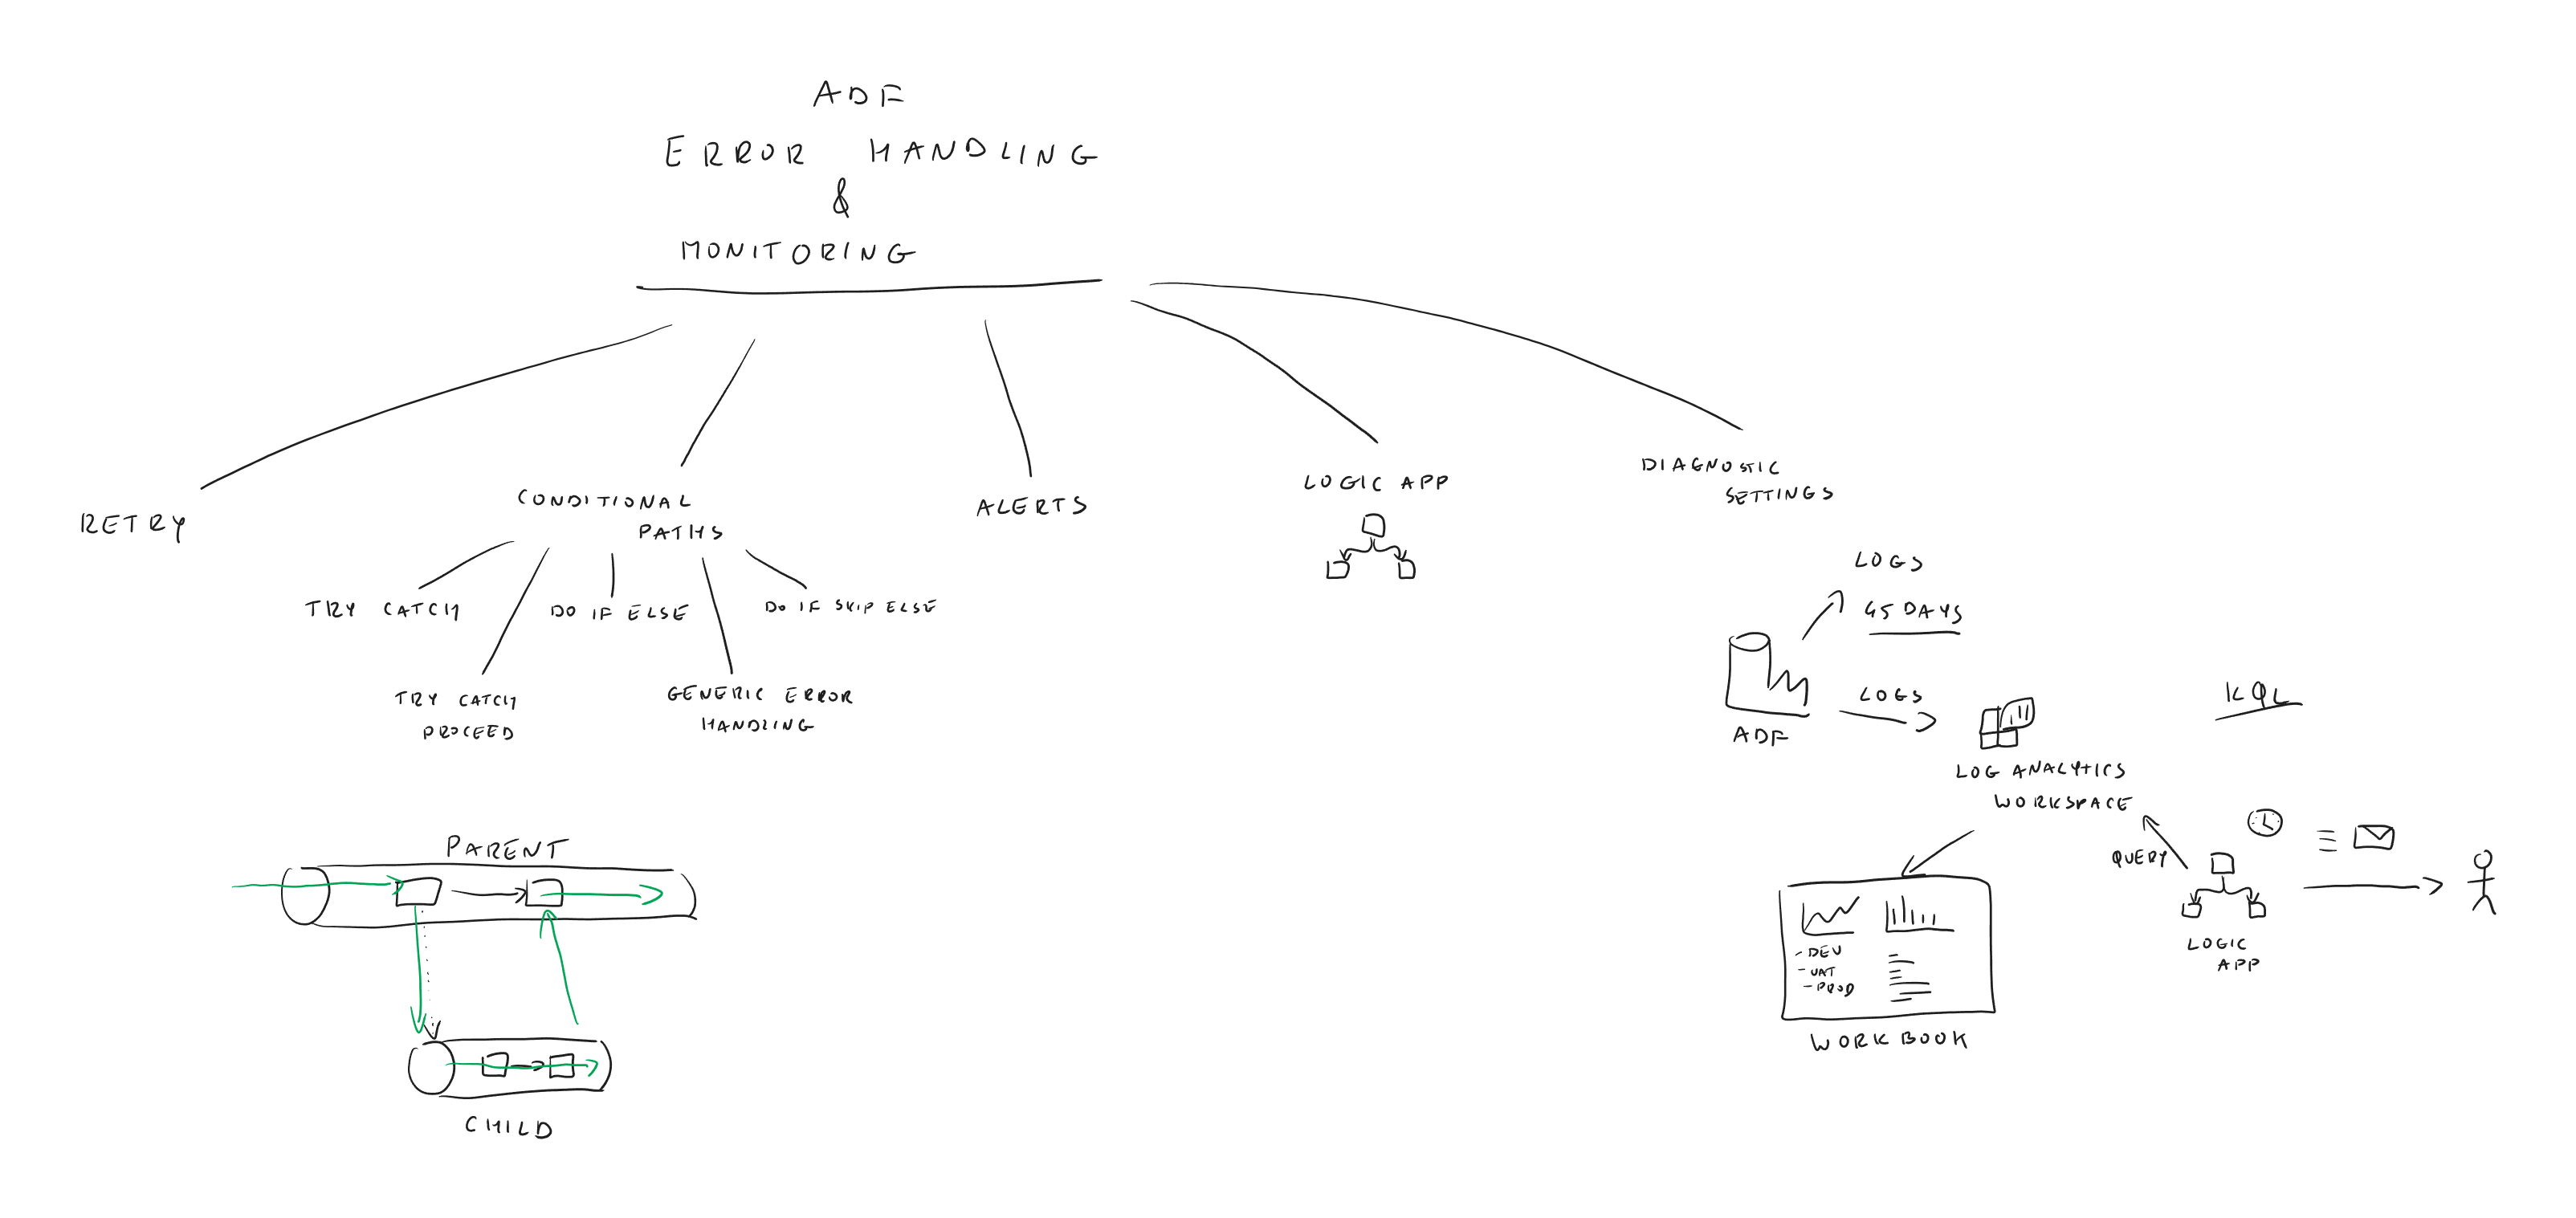 ADF
ERROR HANDLING
&
MONITORING
RETRY
CONDITIONAL
PATHS
TRY CATCH
DO IF ELSE
DO IF SKIP ELSE
TRY CATCH
PROCEED
GENERIC ERROR
HANDLING
ALERTS
LOGIC APP
DIAGNOSTIC
SETTINGS
LOGS
45 DAYS
LOGS
ADF
LOG ANALYTICS
WORKSPACE
KQL
QUERY
LOGIC
APP
- DEV
- UAT
- PROD
WORKBOOK
PARENT
CHILD